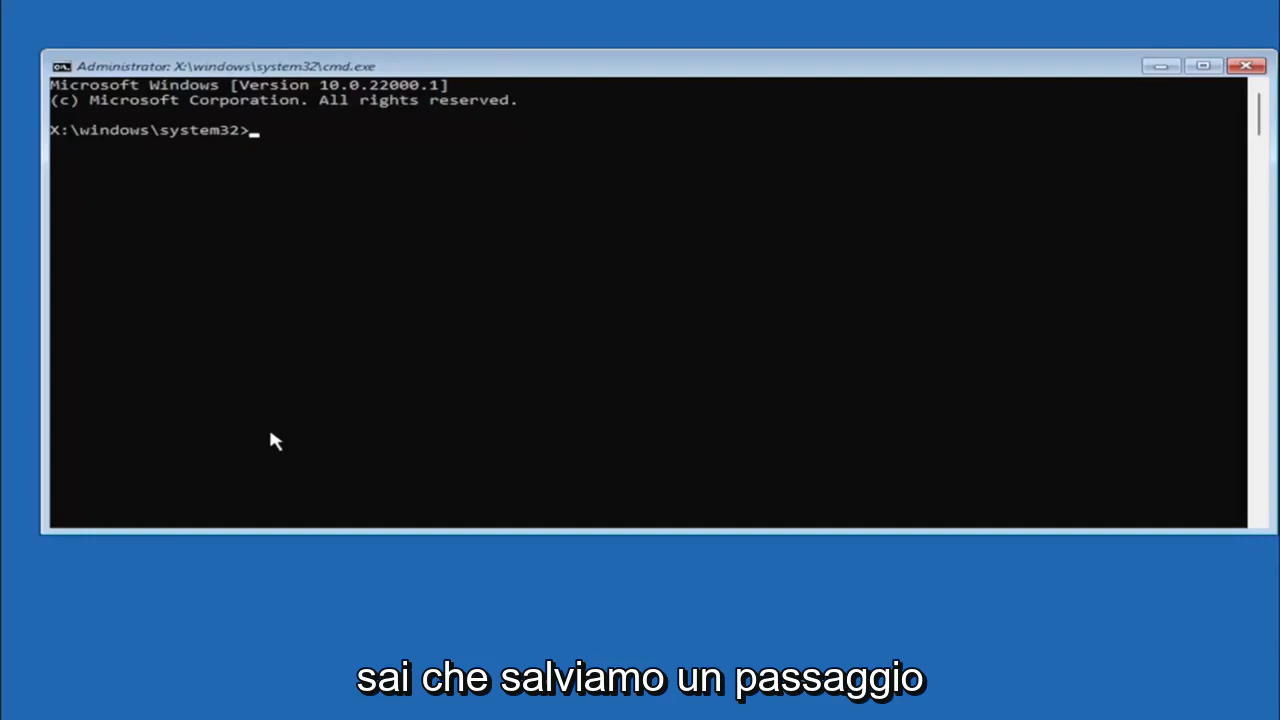 Administrator: X:\windows\system32\cmd.exe
Microsoft Windows [Version 10.0.22000.1]
(c) Microsoft Corporation. All rights reserved.
X:\windows\system32>
sai che salviamo un passaggio